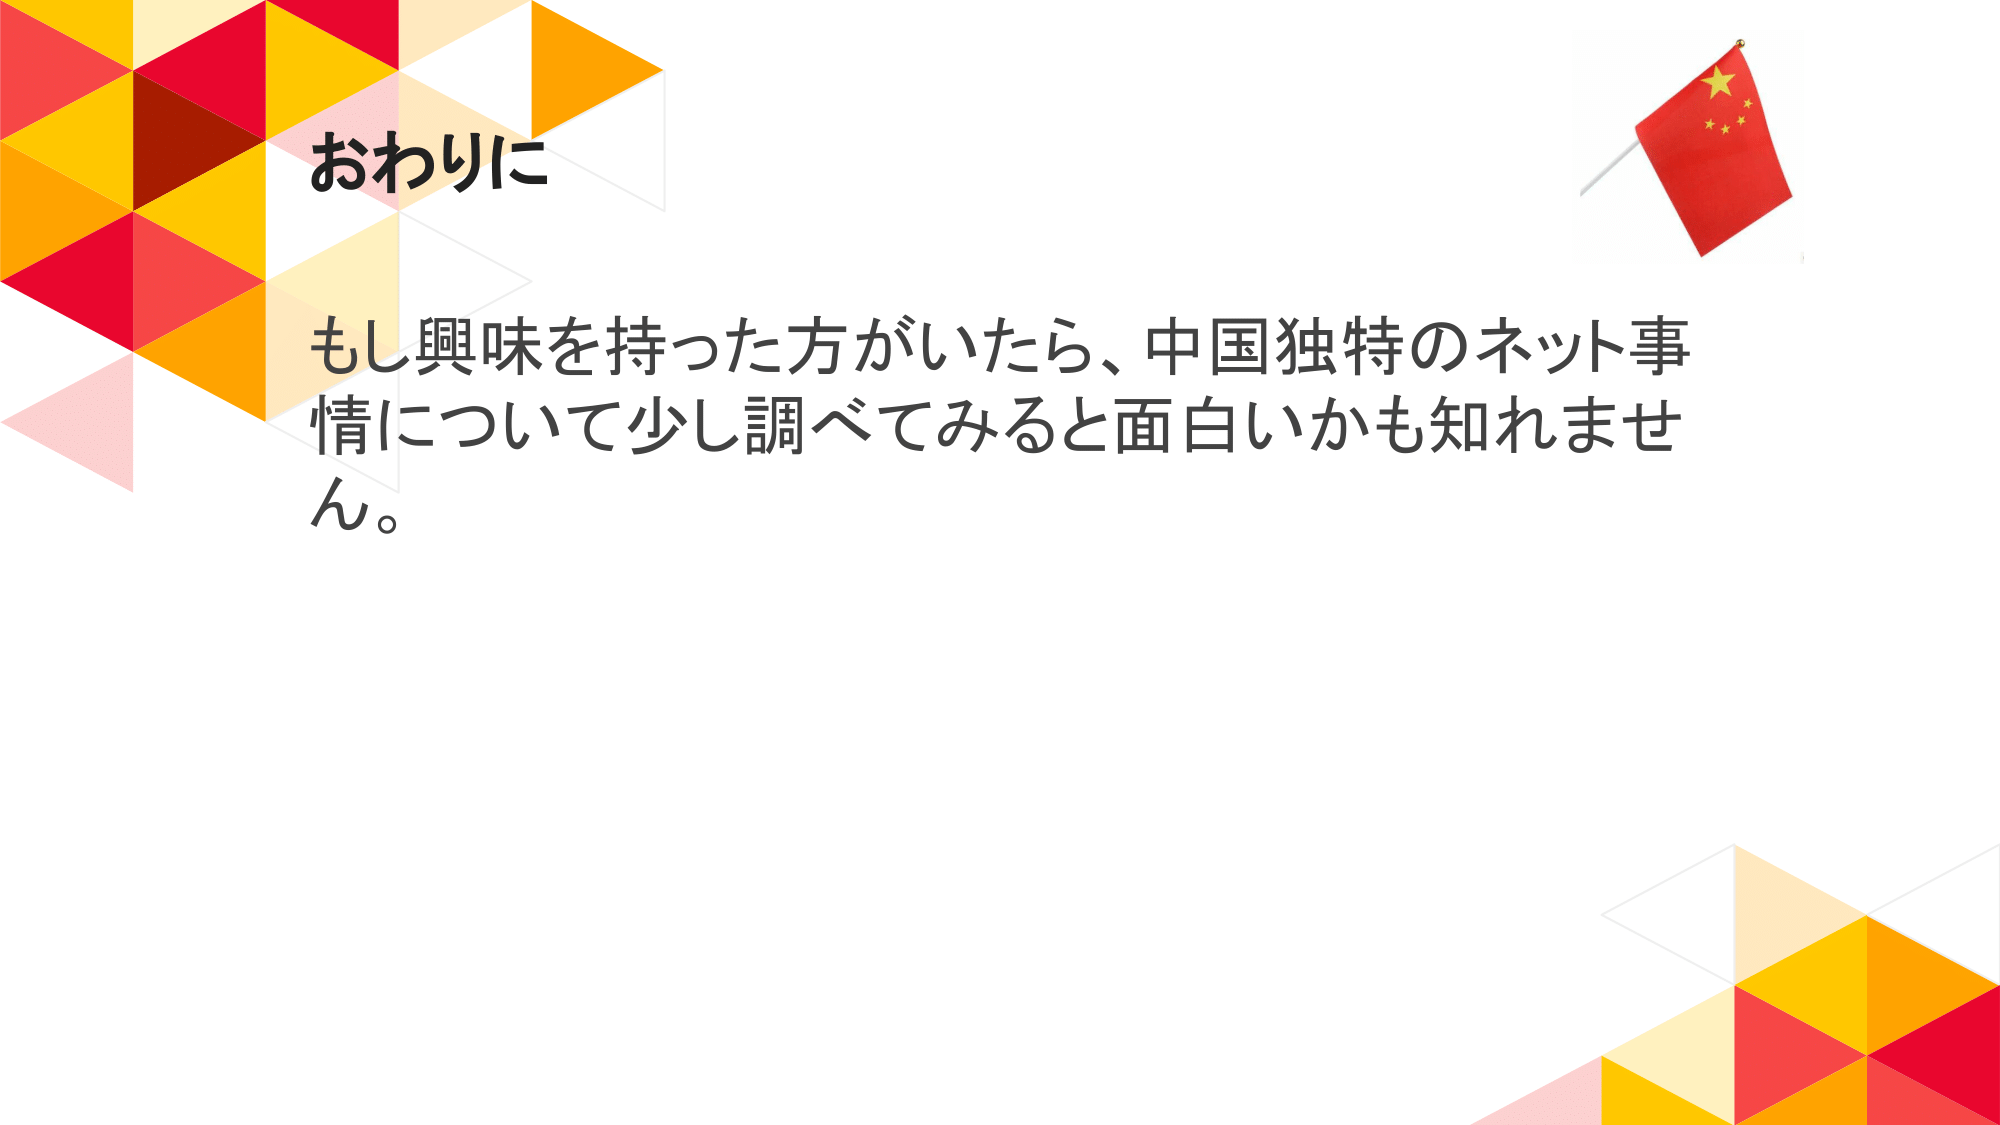 おわりに
もし興味を持った方がいたら、中国独特のネット事
情について少し調べてみると面白いかも知れませ
ん。